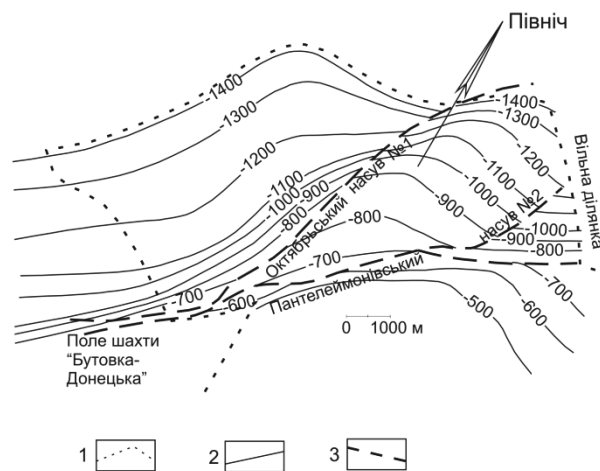 Північ
-1400
-1300
-1200
-1100
-1000
-900
-800
-700
-600
Октябрьський насув №1
-800
-700
-900
-1000
-1100
-1200
-1300
-1400
насув №2
Пантелеймонівський
-1000
-900
-800
-700
-600
-500
Вільна ділянка
0 1000 м
Поле шахти
"Бутовка-
Донецька"
1 2 3